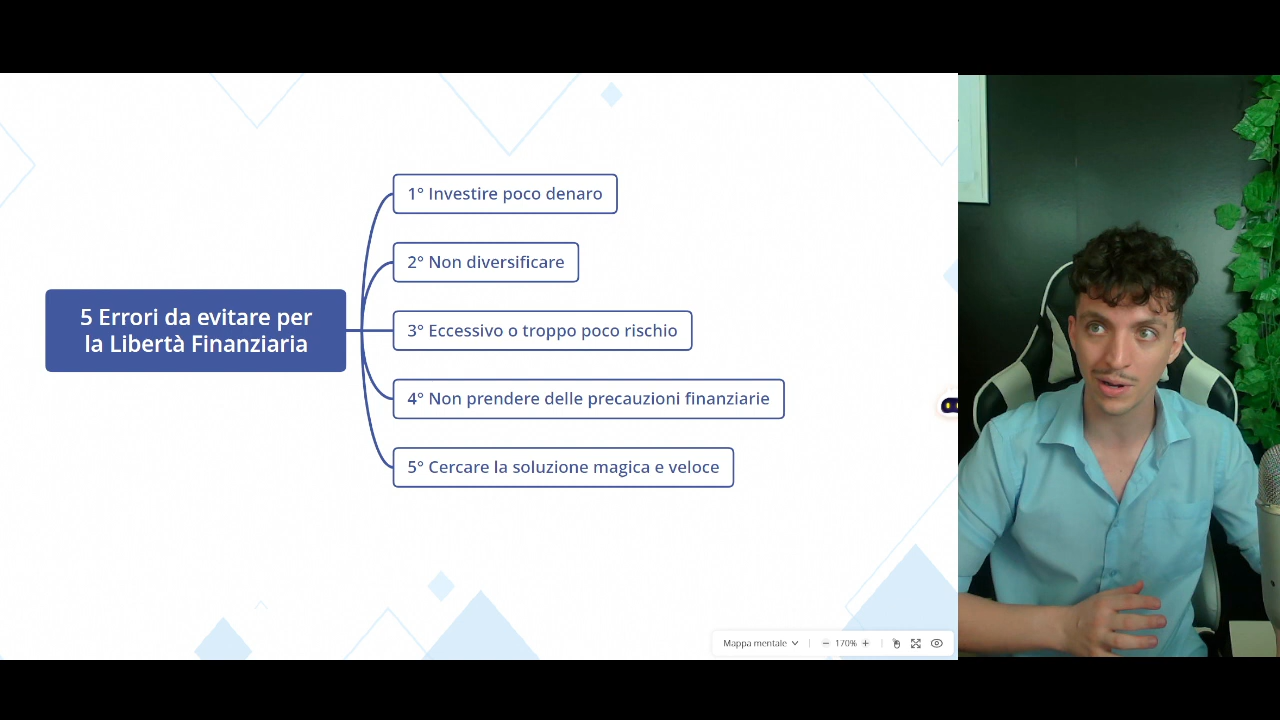 5 Errori da evitare per
la Libertà Finanziaria
1° Investire poco denaro
2° Non diversificare
3° Eccessivo o troppo poco rischio
4° Non prendere delle precauzioni finanziarie
5° Cercare la soluzione magica e veloce
Mappa mentale
170%